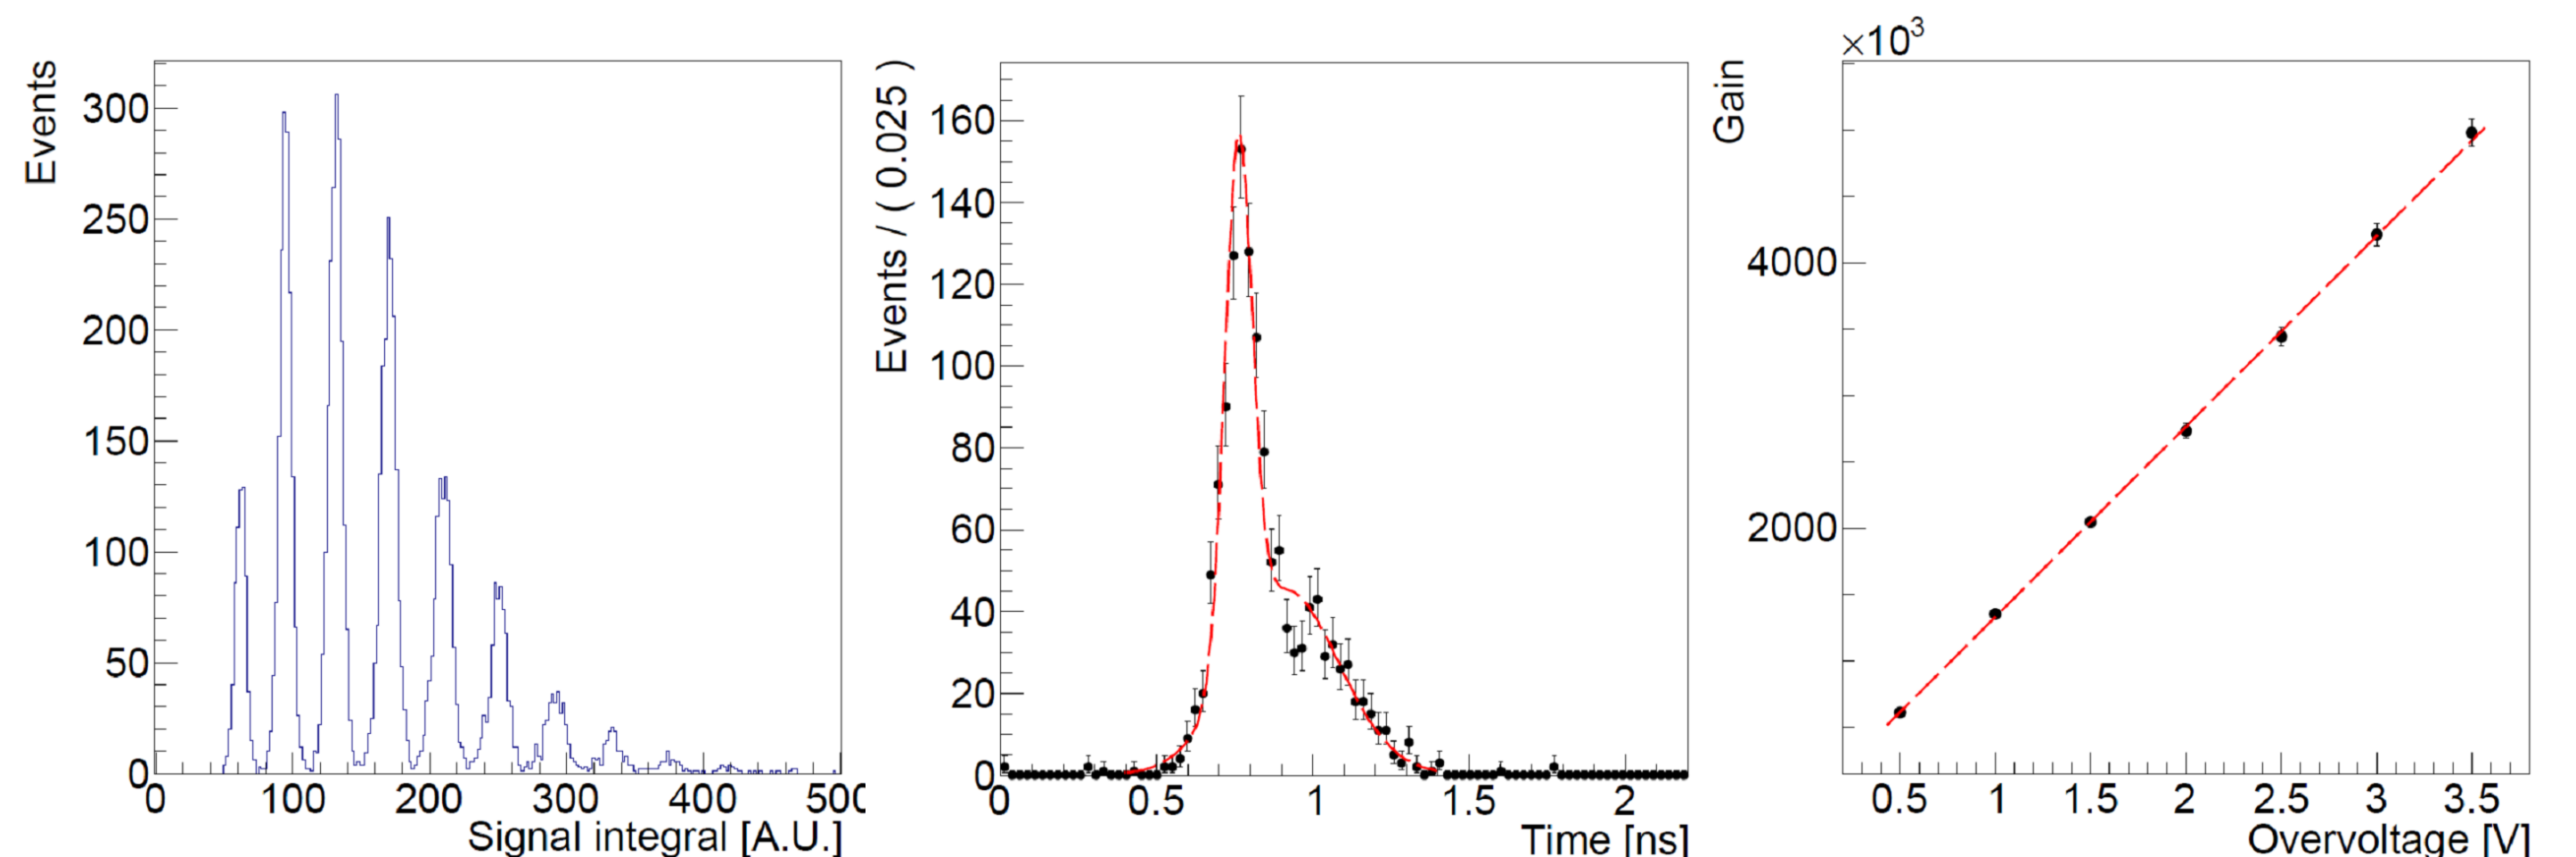 Events
300
250
200
150
100
50
0
0 100 200 300 400 500
Signal integral [A.U.]
Events / ( 0.025 )
160
140
120
100
80
60
40
20
0
0 0.5 1 1.5 2
Time [ns]
×10³
Gain
4000
2000
0.5 1 1.5 2 2.5 3 3.5
Overvoltage [V]